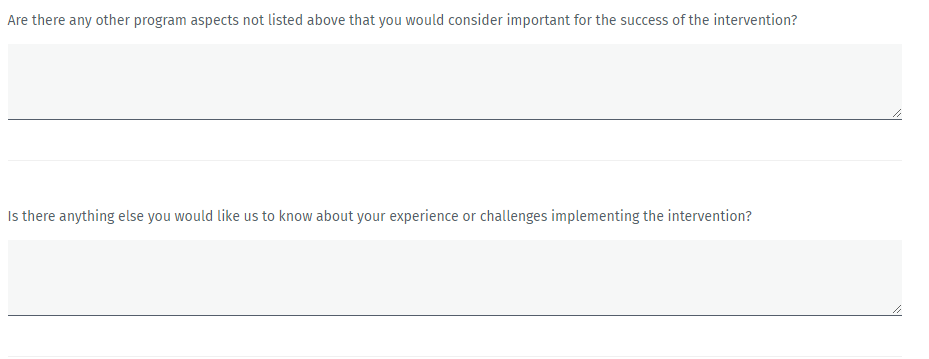 Are there any other program aspects not listed above that you would consider important for the success of the intervention?
Is there anything else you would like us to know about your experience or challenges implementing the intervention?